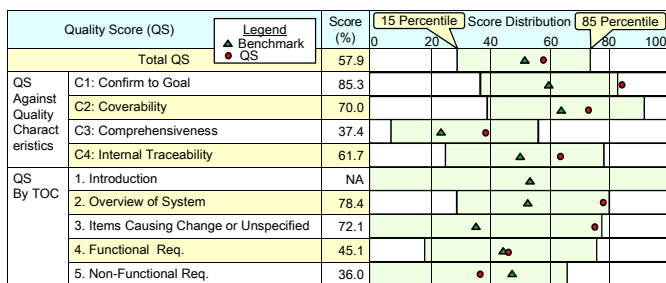 Quality Score (QS)
Legend
Benchmark
QS
Score
(%)
15 Percentile
Score Distribution
85 Percentile
0 20 40 60 80 100
Total QS 57.9
QS
Against
Quality
Charact
eristics
C1: Confirm to Goal 85.3
C2: Coverability 70.0
C3: Comprehensiveness 37.4
C4: Internal Traceability 61.7
QS
By TOC
1. Introduction NA
2. Overview of System 78.4
3. Items Causing Change or Unspecified 72.1
4. Functional Req. 45.1
5. Non-Functional Req. 36.0